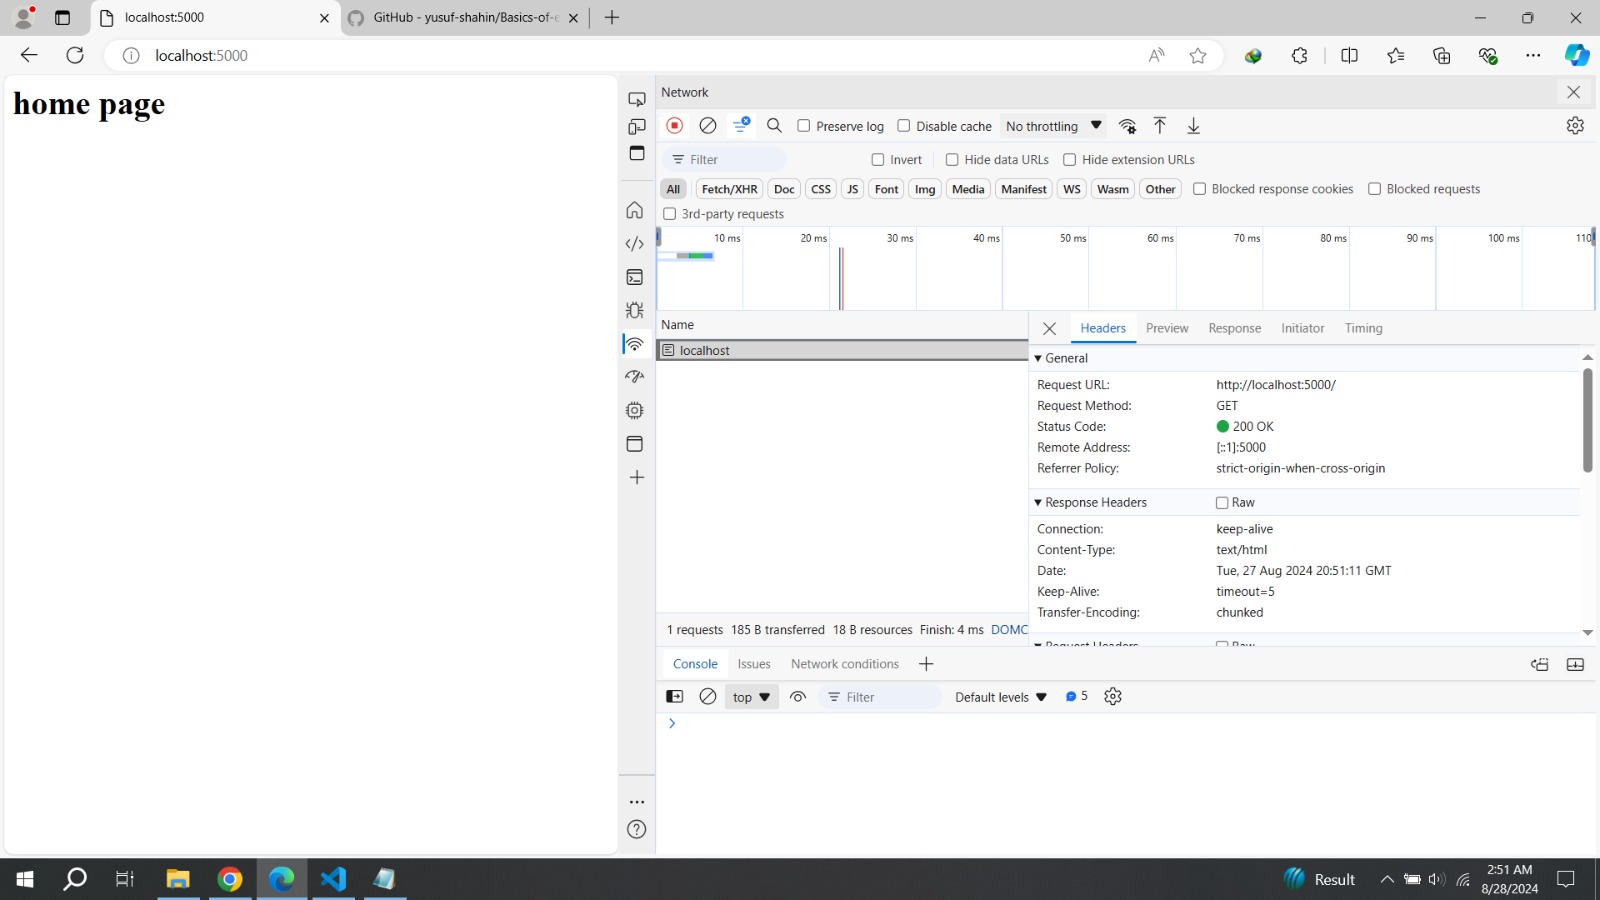 localhost:5000
GitHub - yusuf-shahin/Basics-of-e
localhost:5000
home page
Network
Preserve log
Disable cache
No throttling
Filter
Invert
Hide data URLs
Hide extension URLs
All
Fetch/XHR
Doc
CSS
JS
Font
Img
Media
Manifest
WS
Wasm
Other
Blocked response cookies
Blocked requests
3rd-party requests
10 ms
20 ms
30 ms
40 ms
50 ms
60 ms
70 ms
80 ms
90 ms
100 ms
110
Name
Headers
Preview
Response
Initiator
Timing
localhost
General
Request URL: http://localhost:5000/
Request Method: GET
Status Code: 200 OK
Remote Address: [::1]:5000
Referrer Policy: strict-origin-when-cross-origin
Response Headers
Raw
Connection: keep-alive
Content-Type: text/html
Date: Tue, 27 Aug 2024 20:51:11 GMT
Keep-Alive: timeout=5
Transfer-Encoding: chunked
Request Headers
Raw
1 requests
185 B transferred
18 B resources
Finish: 4 ms
DOMC
Console
Issues
Network conditions
top
Filter
Default levels
5
Result
2:51 AM
8/28/2024